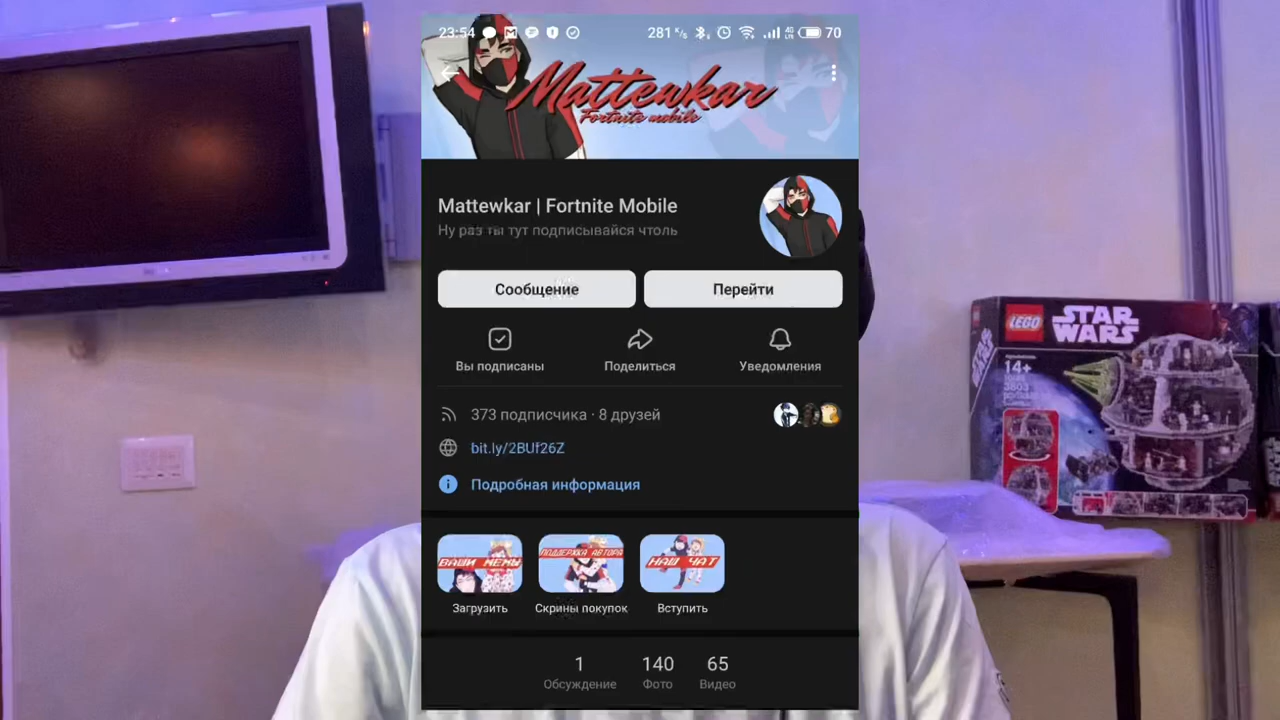 23:54
281 К/s
4G
LTE
70
Mattewkar
Fortnite mobile
Mattewkar | Fortnite Mobile
Ну раз ты тут подписывайся чтоль
Сообщение
Перейти
Вы подписаны
Поделиться
Уведомления
373 подписчика · 8 друзей
bit.ly/2BUf26Z
Подробная информация
ВАШИ МЕМЫ
ПОДДЕРЖКА АВТОРА
НАШ ЧАТ
Загрузить
Скрины покупок
Вступить
1
140
65
Обсуждение
Фото
Видео
LEGO
STAR
WARS
14+